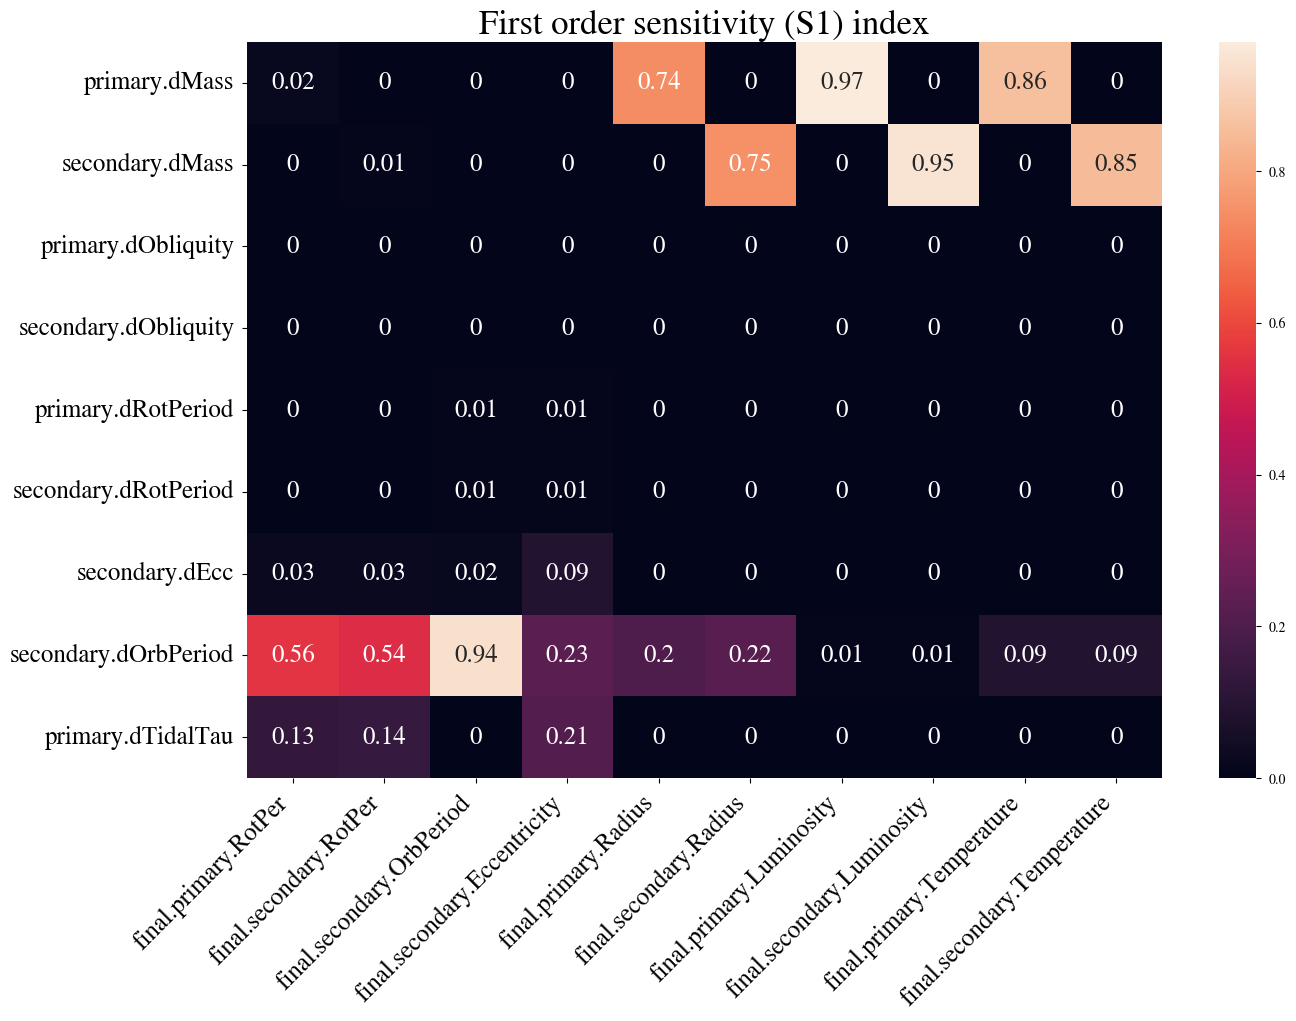 First order sensitivity (S1) index
primary.dMass 0.02 0 0 0 0.74 0 0.97 0 0.86 0
secondary.dMass 0 0.01 0 0 0 0.75 0 0.95 0 0.85
primary.dObliquity 0 0 0 0 0 0 0 0 0 0
secondary.dObliquity 0 0 0 0 0 0 0 0 0 0
primary.dRotPeriod 0 0 0.01 0.01 0 0 0 0 0 0
secondary.dRotPeriod 0 0 0.01 0.01 0 0 0 0 0 0
secondary.dEcc 0.03 0.03 0.02 0.09 0 0 0 0 0 0
secondary.dOrbPeriod 0.56 0.54 0.94 0.23 0.2 0.22 0.01 0.01 0.09 0.09
primary.dTidalTau 0.13 0.14 0 0.21 0 0 0 0 0 0
final.primary.RotPer
final.secondary.RotPer
final.secondary.OrbPeriod
final.secondary.Eccentricity
final.primary.Radius
final.secondary.Radius
final.primary.Luminosity
final.secondary.Luminosity
final.primary.Temperature
final.secondary.Temperature
0.8
0.6
0.4
0.2
0.0